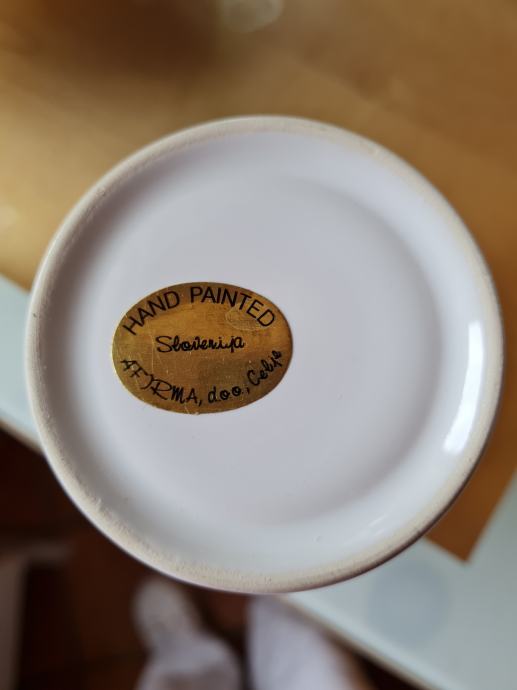 HAND PAINTED
Slovenija
AFIRMA, doo, Celje